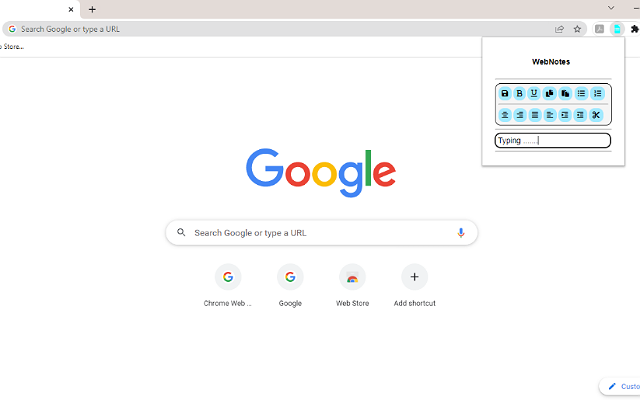 Search Google or type a URL
Store...
WebNotes
Typing .......
Google
Search Google or type a URL
Chrome Web ...
Google
Web Store
Add shortcut
Custo